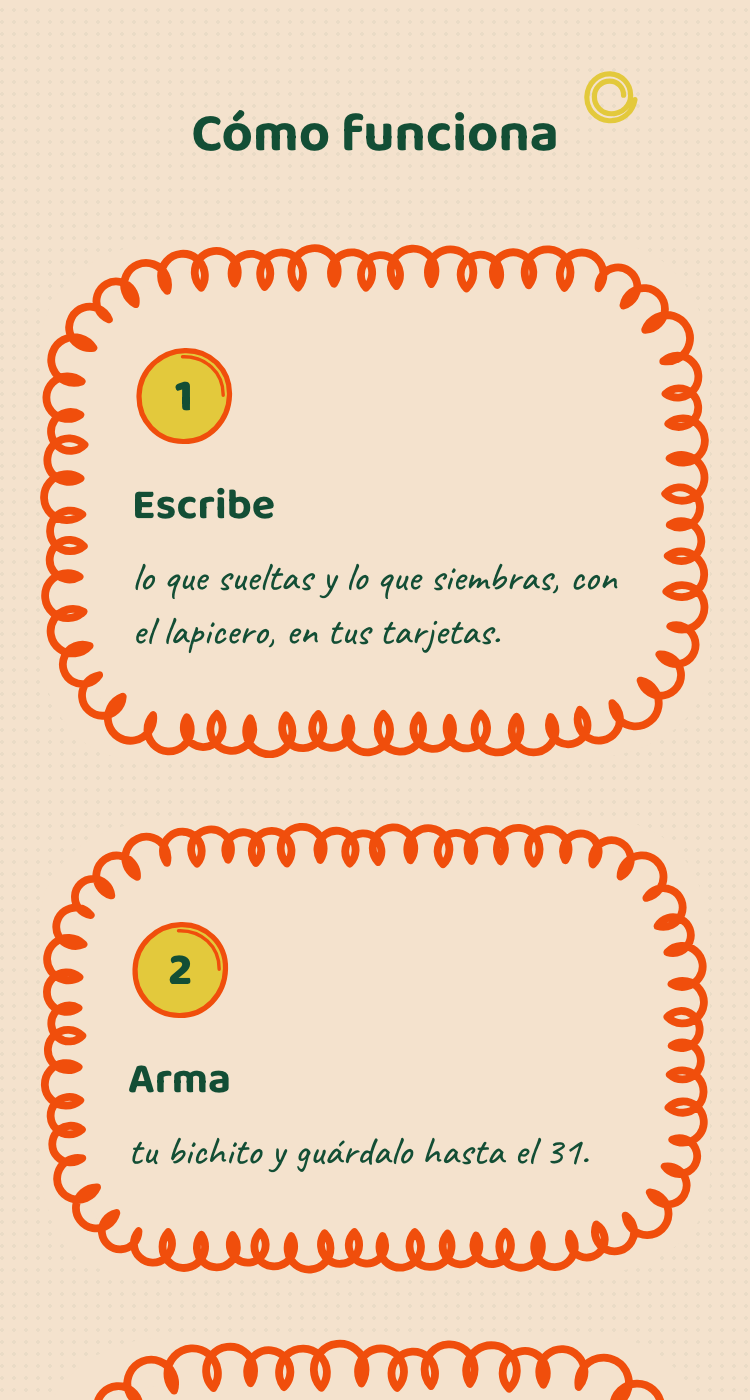 Cómo funciona
1
Escribe
lo que sueltas y lo que siembras, con
el lapicero, en tus tarjetas.
2
Arma
tu bichito y guárdalo hasta el 31.